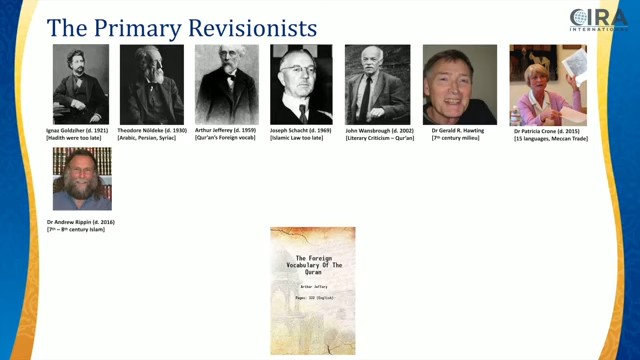 CIRA
INTERNATIONAL
The Primary Revisionists
Ignaz Goldziher (d. 1921)
[Hadith were too late]
Theodore Nöldeke (d. 1930)
[Arabic, Persian, Syriac]
Arthur Jefferey (d. 1959)
[Qur'an's Foreign vocab]
Joseph Schacht (d. 1969)
[Islamic Law too late]
John Wansbrough (d. 2002)
[Literary Criticism – Qur'an]
Dr Gerald R. Hawting
[7th century milieu]
Dr Patricia Crone (d. 2015)
[15 languages, Meccan Trade]
Dr Andrew Rippin (d. 2016)
[7th – 8th century Islam]
The Foreign
Vocabulary Of The
Quran
Arthur Jeffery
Pages: 322 (English)